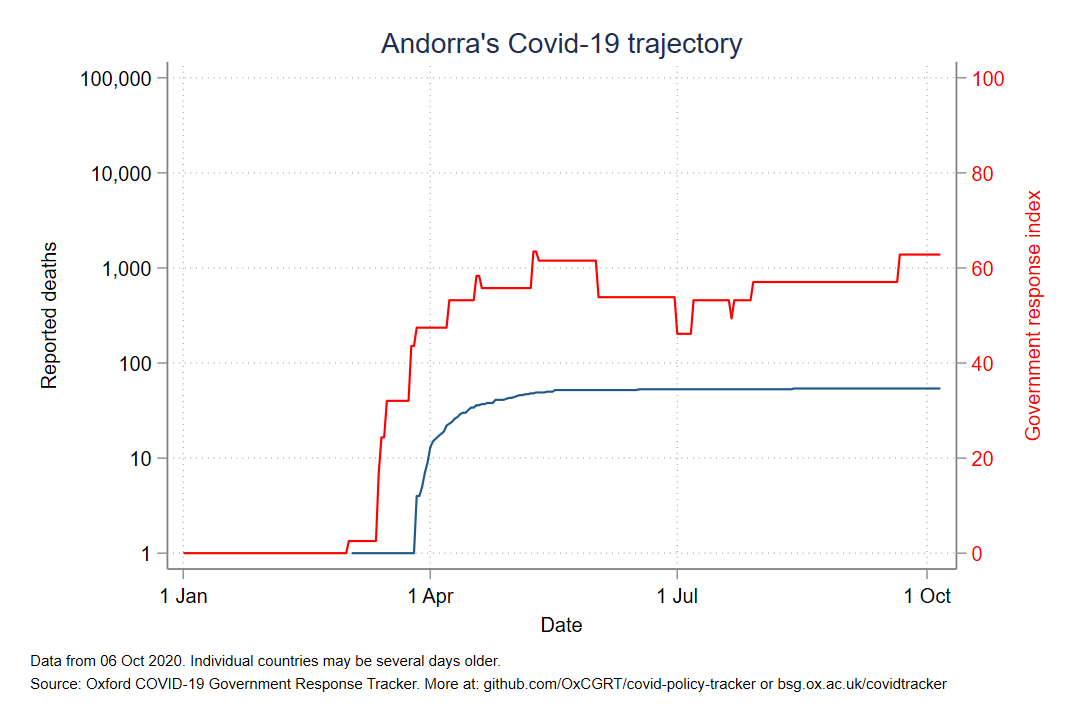 Andorra's Covid-19 trajectory
100,000
10,000
1,000
100
10
1
Reported deaths
100
80
60
40
20
0
Government response index
1 Jan
1 Apr
1 Jul
1 Oct
Date
Data from 06 Oct 2020. Individual countries may be several days older.
Source: Oxford COVID-19 Government Response Tracker. More at: github.com/OxCGRT/covid-policy-tracker or bsg.ox.ac.uk/covidtracker